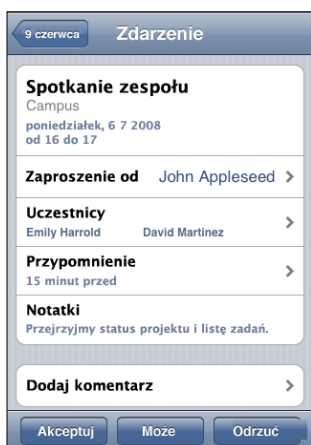 9 czerwca Zdarzenie
Spotkanie zespołu
Campus
poniedziałek, 6 7 2008
od 16 do 17
Zaproszenie od John Appleseed
Uczestnicy
Emily Harrold David Martinez
Przypomnienie
15 minut przed
Notatki
Przejrzyjmy status projektu i listę zadań.
Dodaj komentarz
Akceptuj Może Odrzuć